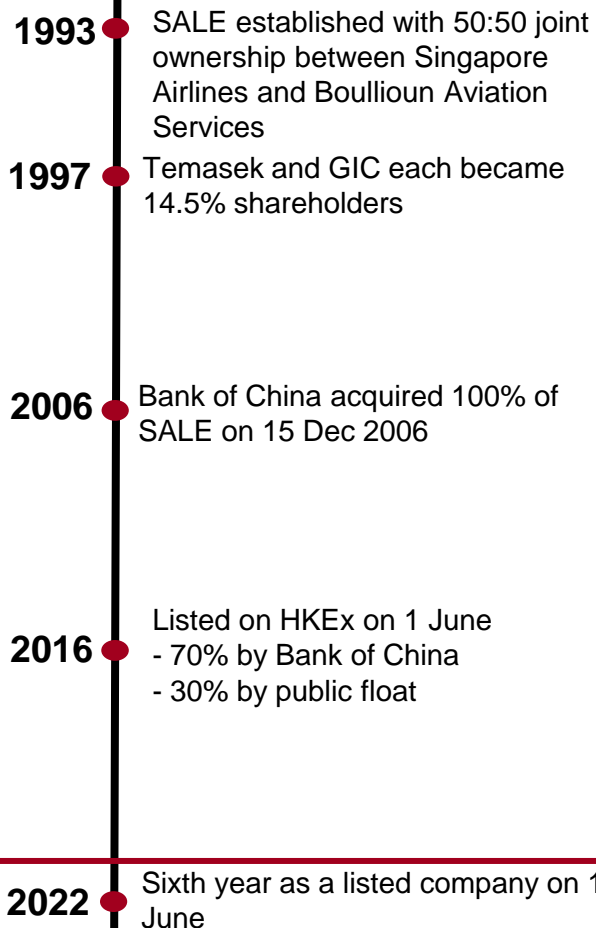 1993
SALE established with 50:50 joint
ownership between Singapore
Airlines and Boullioun Aviation
Services
1997
Temasek and GIC each became
14.5% shareholders
2006
Bank of China acquired 100% of
SALE on 15 Dec 2006
2016
Listed on HKEx on 1 June
- 70% by Bank of China
- 30% by public float
2022
Sixth year as a listed company on 1
June